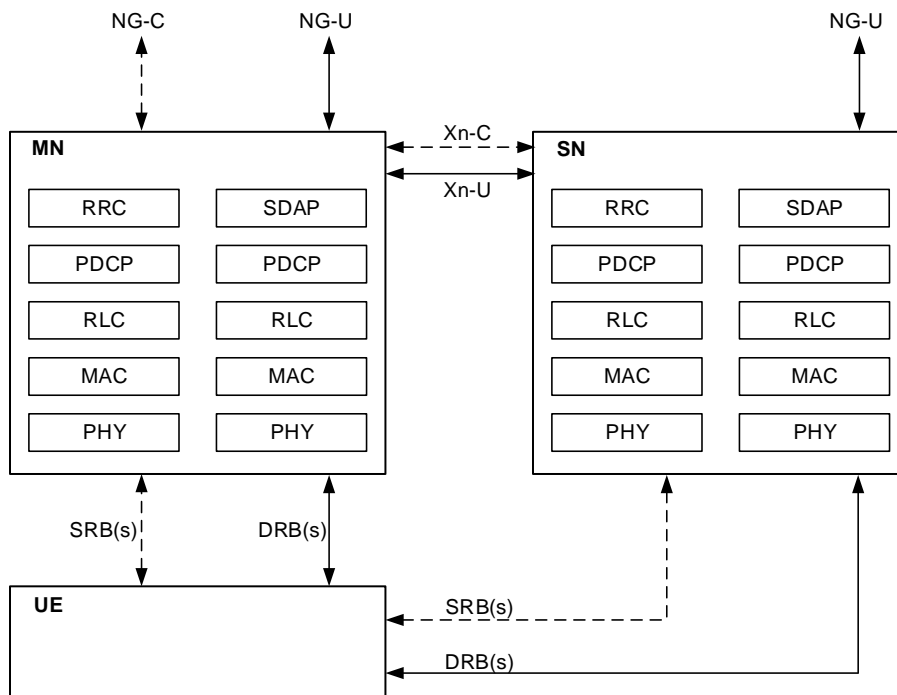 NG-C NG-U NG-U
MN Xn-C SN
Xn-U
RRC SDAP RRC SDAP
PDCP PDCP PDCP PDCP
RLC RLC RLC RLC
MAC MAC MAC MAC
PHY PHY PHY PHY
SRB(s) DRB(s)
UE SRB(s)
DRB(s)